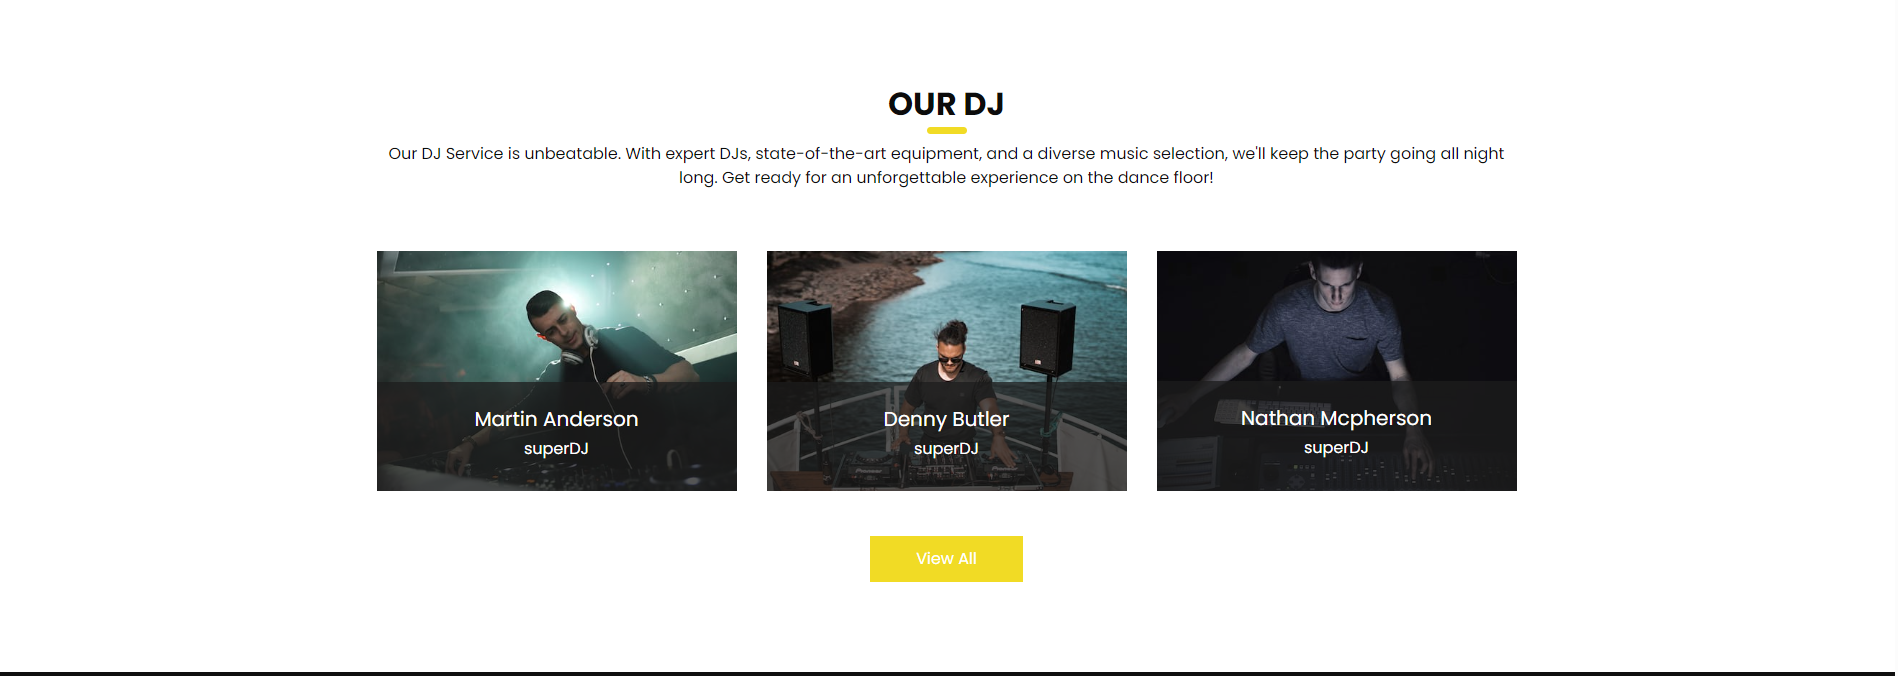 OUR DJ
Our DJ Service is unbeatable. With expert DJs, state-of-the-art equipment, and a diverse music selection, we'll keep the party going all night
long. Get ready for an unforgettable experience on the dance floor!
Martin Anderson
superDJ
Denny Butler
superDJ
Nathan Mcpherson
superDJ
View All